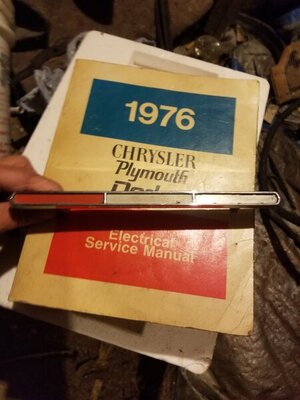 1976
CHRYSLER
Plymouth
Electrical
Service Manual